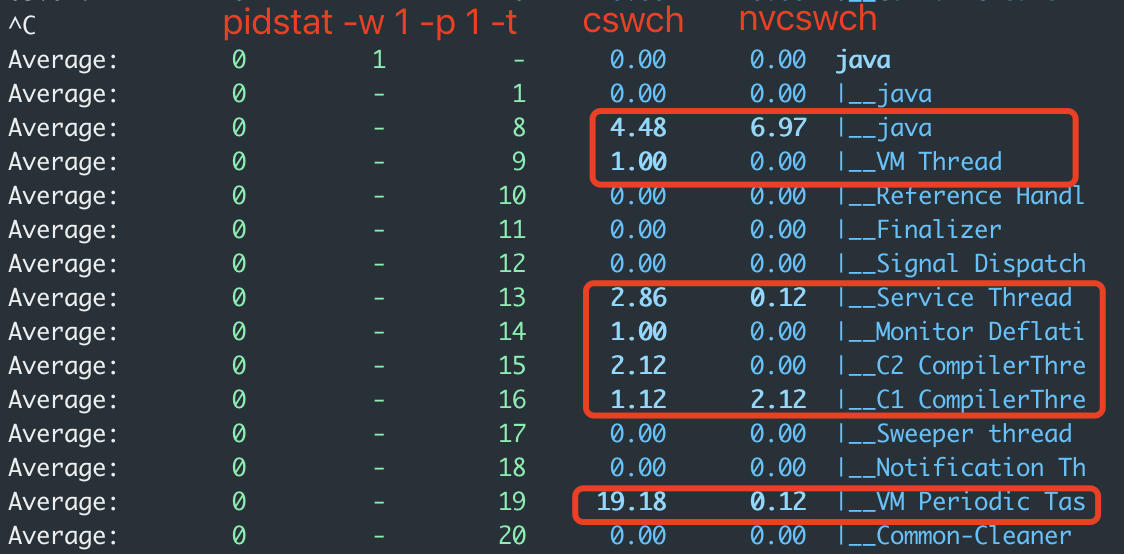 ^C pidstat -w 1 -p 1 -t cswch nvcswch
Average: 0 1 - 0.00 0.00 java
Average: 0 - 1 0.00 0.00 |__java
Average: 0 - 8 4.48 6.97 |__java
Average: 0 - 9 1.00 0.00 |__VM Thread
Average: 0 - 10 0.00 0.00 |__Reference Handl
Average: 0 - 11 0.00 0.00 |__Finalizer
Average: 0 - 12 0.00 0.00 |__Signal Dispatch
Average: 0 - 13 2.86 0.12 |__Service Thread
Average: 0 - 14 1.00 0.00 |__Monitor Deflati
Average: 0 - 15 2.12 0.00 |__C2 CompilerThre
Average: 0 - 16 1.12 2.12 |__C1 CompilerThre
Average: 0 - 17 0.00 0.00 |__Sweeper thread
Average: 0 - 18 0.00 0.00 |__Notification Th
Average: 0 - 19 19.18 0.12 |__VM Periodic Tas
Average: 0 - 20 0.00 0.00 |__Common-Cleaner